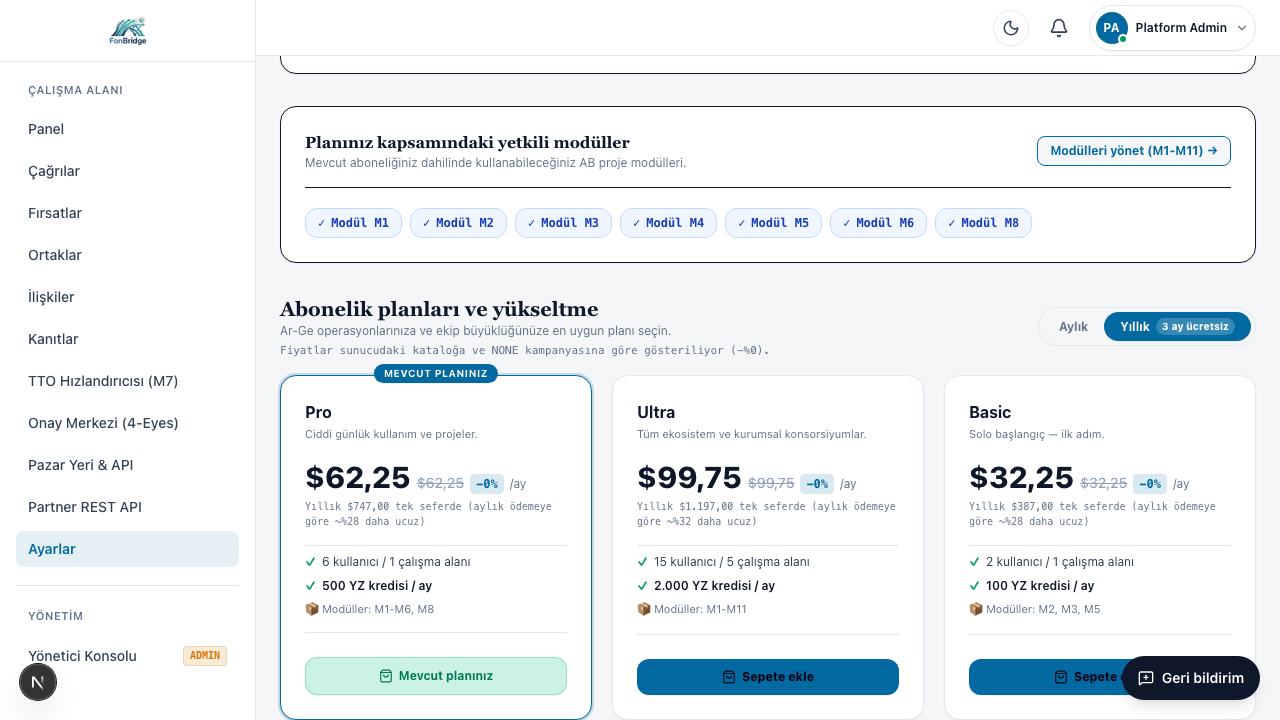 FonBridge
PA
Platform Admin
ÇALIŞMA ALANI
Panel
Çağrılar
Fırsatlar
Ortaklar
İlişkiler
Kanıtlar
TTO Hızlandırıcısı (M7)
Onay Merkezi (4-Eyes)
Pazar Yeri & API
Partner REST API
Ayarlar
YÖNETİM
Yönetici Konsolu
ADMIN
N
Planınız kapsamındaki yetkili modüller
Mevcut aboneliğiniz dahilinde kullanabileceğiniz AB proje modülleri.
Modülleri yönet (M1-M11) →
✓ Modül M1
✓ Modül M2
✓ Modül M3
✓ Modül M4
✓ Modül M5
✓ Modül M6
✓ Modül M8
Abonelik planları ve yükseltme
Ar-Ge operasyonlarınıza ve ekip büyüklüğünüze en uygun planı seçin.
Fiyatlar sunucudaki kataloğa ve NONE kampanyasına göre gösteriliyor (−%0).
Aylık
Yıllık 3 ay ücretsiz
MEVCUT PLANINIZ
Pro
Ciddi günlük kullanım ve projeler.
$62,25 $62,25 −0% /ay
Yıllık $747,00 tek seferde (aylık ödemeye
göre ~%28 daha ucuz)
6 kullanıcı / 1 çalışma alanı
500 YZ kredisi / ay
📦 Modüller: M1-M6, M8
Mevcut planınız
Ultra
Tüm ekosistem ve kurumsal konsorsiyumlar.
$99,75 $99,75 −0% /ay
Yıllık $1.197,00 tek seferde (aylık ödemeye
göre ~%32 daha ucuz)
15 kullanıcı / 5 çalışma alanı
2.000 YZ kredisi / ay
📦 Modüller: M1-M11
Sepete ekle
Basic
Solo başlangıç — ilk adım.
$32,25 $32,25 −0% /ay
Yıllık $387,00 tek seferde (aylık ödemeye
göre ~%28 daha ucuz)
2 kullanıcı / 1 çalışma alanı
100 YZ kredisi / ay
📦 Modüller: M2, M3, M5
Sepete
Geri bildirim